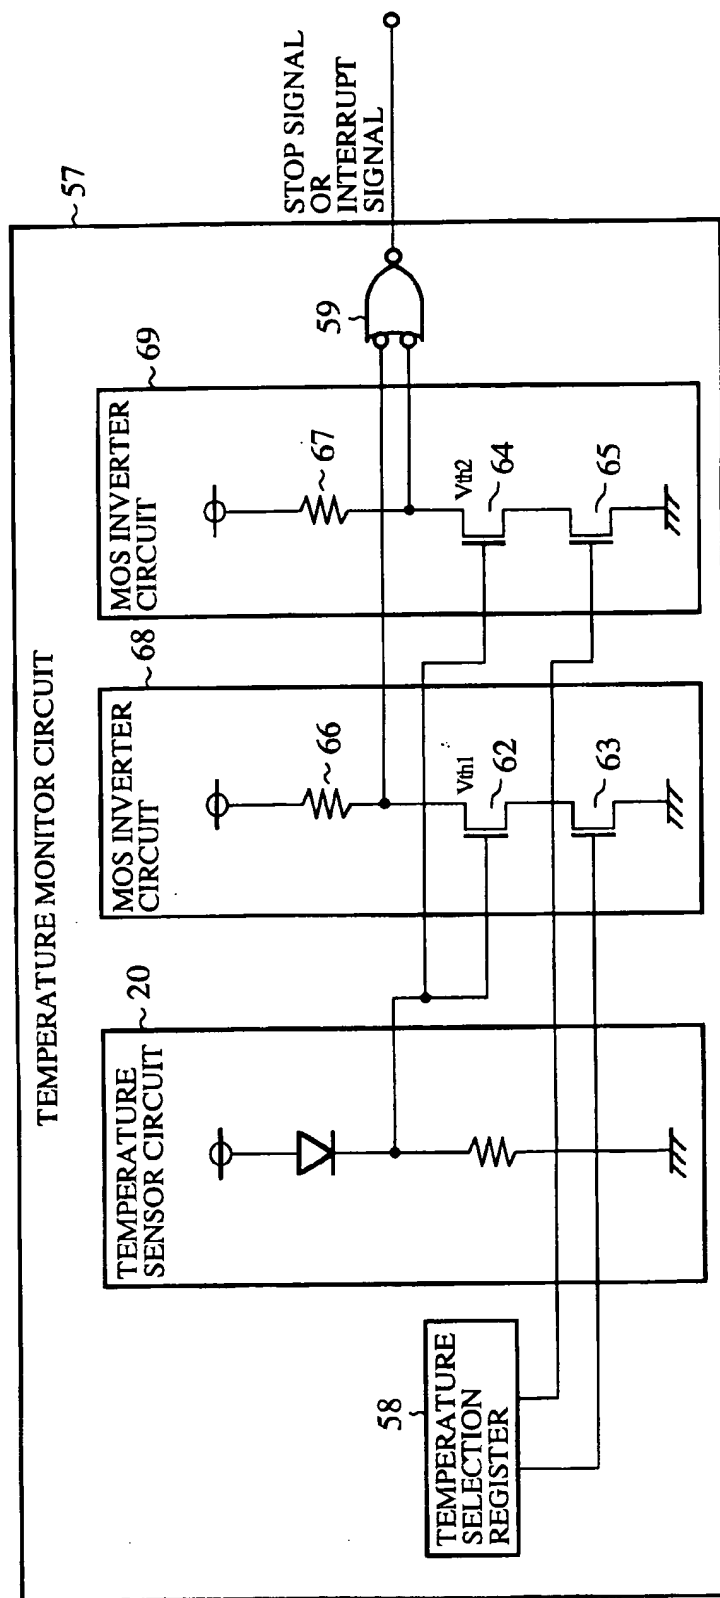 TEMPERATURE MONITOR CIRCUIT
57
58
TEMPERATURE
SELECTION
REGISTER
TEMPERATURE
SENSOR CIRCUIT
20
MOS INVERTER
CIRCUIT
68
66
Vth1
62
63
MOS INVERTER
CIRCUIT
69
67
Vth2
64
65
59
STOP SIGNAL
OR
INTERRUPT
SIGNAL